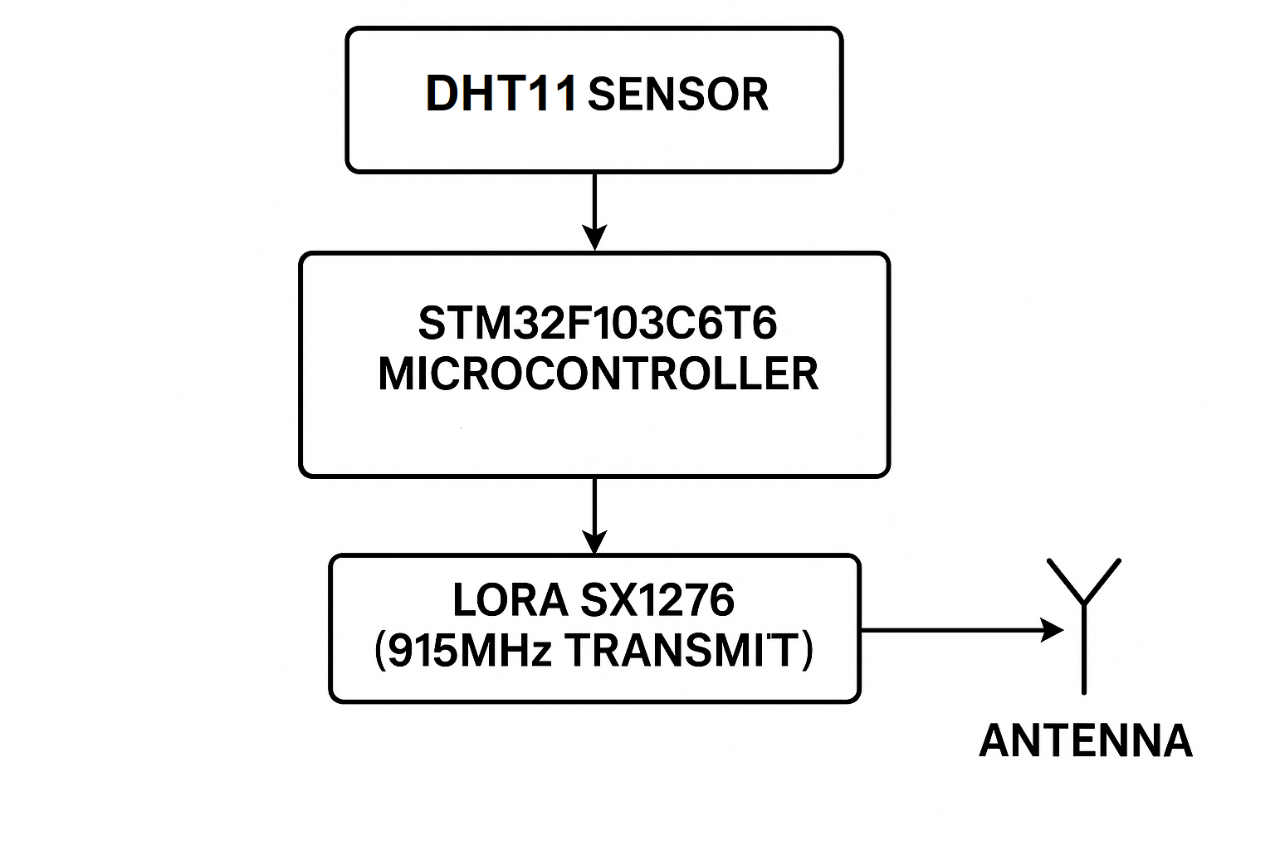 DHT11 SENSOR
STM32F103C6T6
MICROCONTROLLER
LORA SX1276
(915MHz TRANSMIT)
ANTENNA